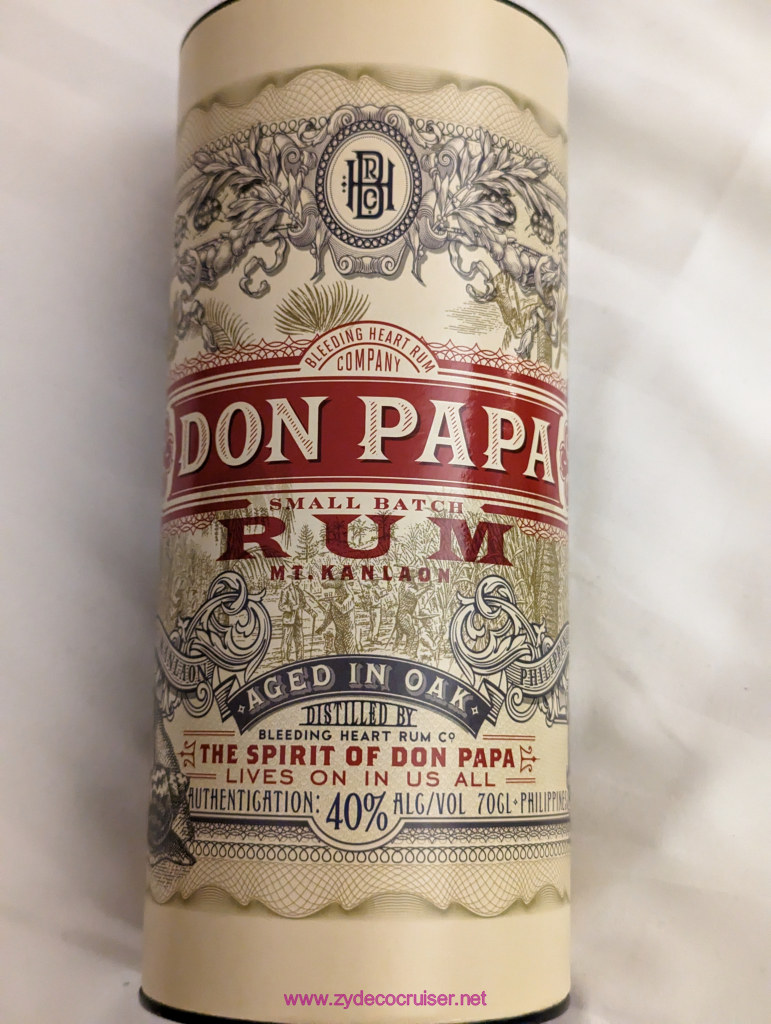 BHRC
BLEEDING HEART RUM
COMPANY
DON PAPA
SMALL BATCH
RUM
MT. KANLAON
AGED IN OAK
DISTILLED BY
BLEEDING HEART RUM Cº
THE SPIRIT OF DON PAPA
LIVES ON IN US ALL
AUTHENTICATION: 40% ALC/VOL 70CL PHILIPPINES
www.zydecocruiser.net